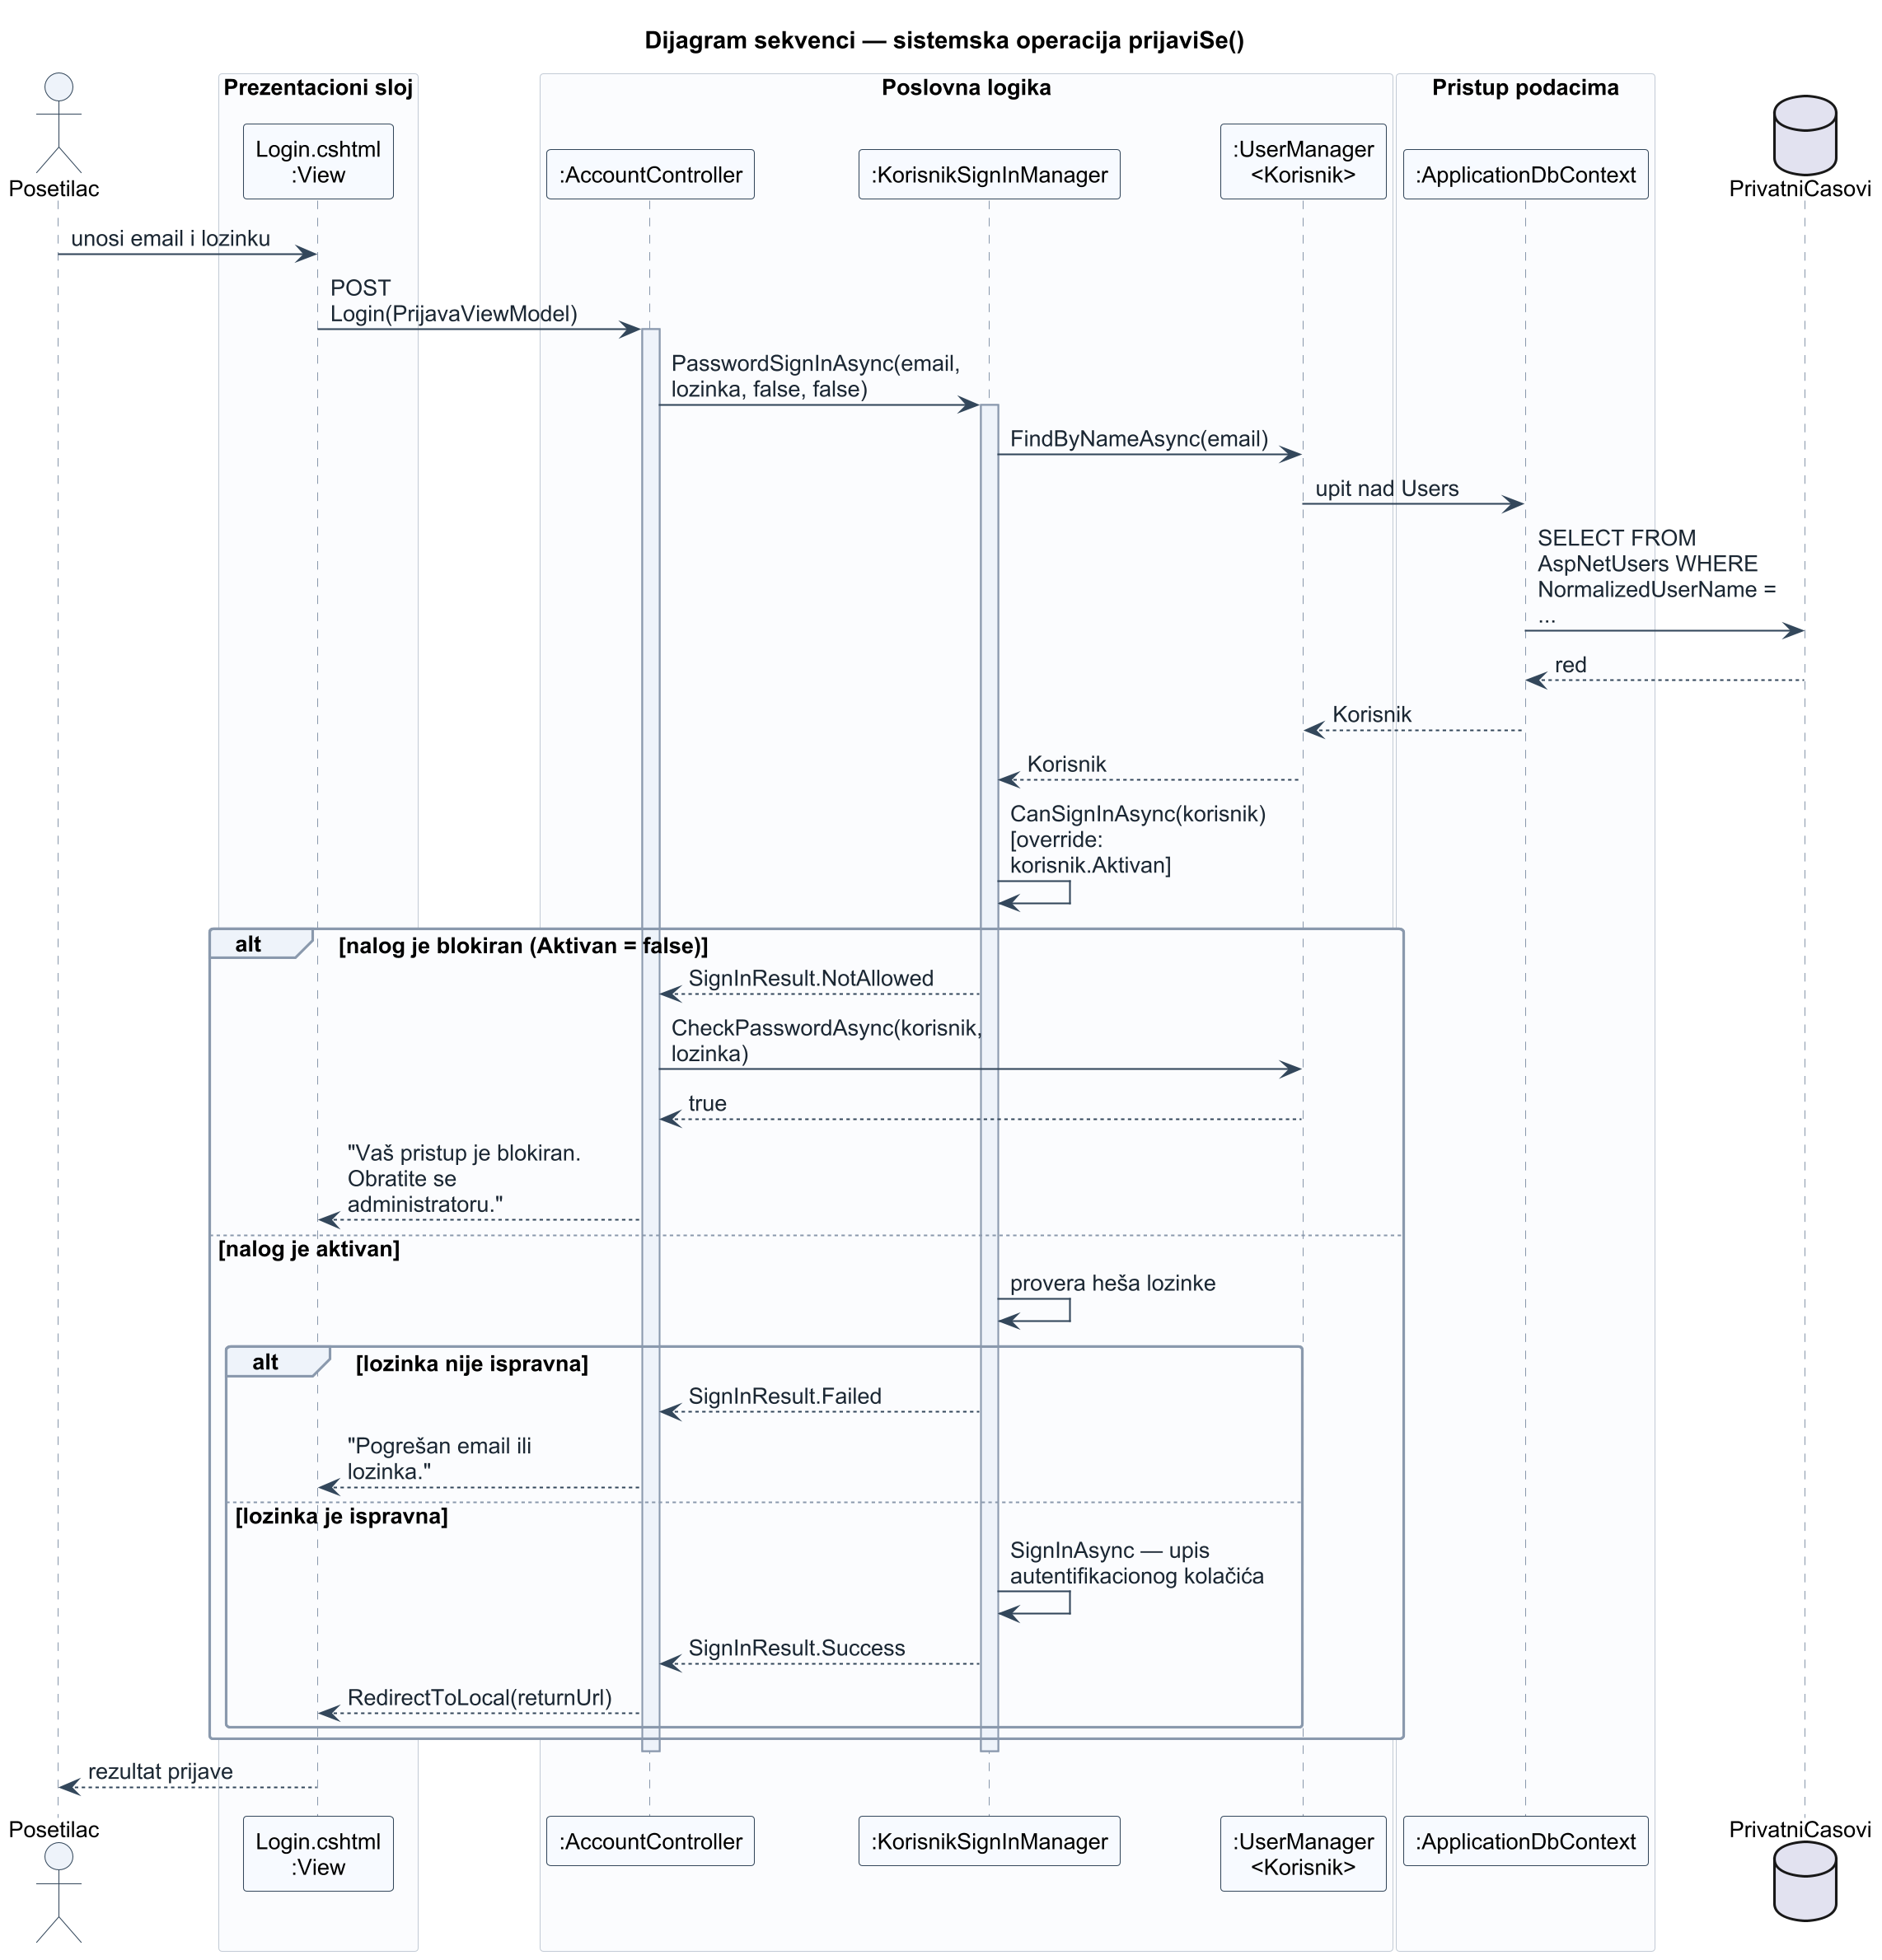 Dijagram sekvenci — sistemska operacija prijaviSe()
Prezentacioni sloj
Poslovna logika
Pristup podacima
Posetilac
Login.cshtml
:View
:AccountController
:KorisnikSignInManager
:UserManager
<Korisnik>
:ApplicationDbContext
PrivatniCasovi
unosi email i lozinku
POST
Login(PrijavaViewModel)
PasswordSignInAsync(email,
lozinka, false, false)
FindByNameAsync(email)
upit nad Users
SELECT FROM
AspNetUsers WHERE
NormalizedUserName =
...
red
Korisnik
Korisnik
CanSignInAsync(korisnik)
[override:
korisnik.Aktivan]
alt
[nalog je blokiran (Aktivan = false)]
SignInResult.NotAllowed
CheckPasswordAsync(korisnik,
lozinka)
true
"Vaš pristup je blokiran.
Obratite se
administratoru."
[nalog je aktivan]
provera heša lozinke
alt
[lozinka nije ispravna]
SignInResult.Failed
"Pogrešan email ili
lozinka."
[lozinka je ispravna]
SignInAsync — upis
autentifikacionog kolačića
SignInResult.Success
RedirectToLocal(returnUrl)
rezultat prijave
Posetilac
Login.cshtml
:View
:AccountController
:KorisnikSignInManager
:UserManager
<Korisnik>
:ApplicationDbContext
PrivatniCasovi